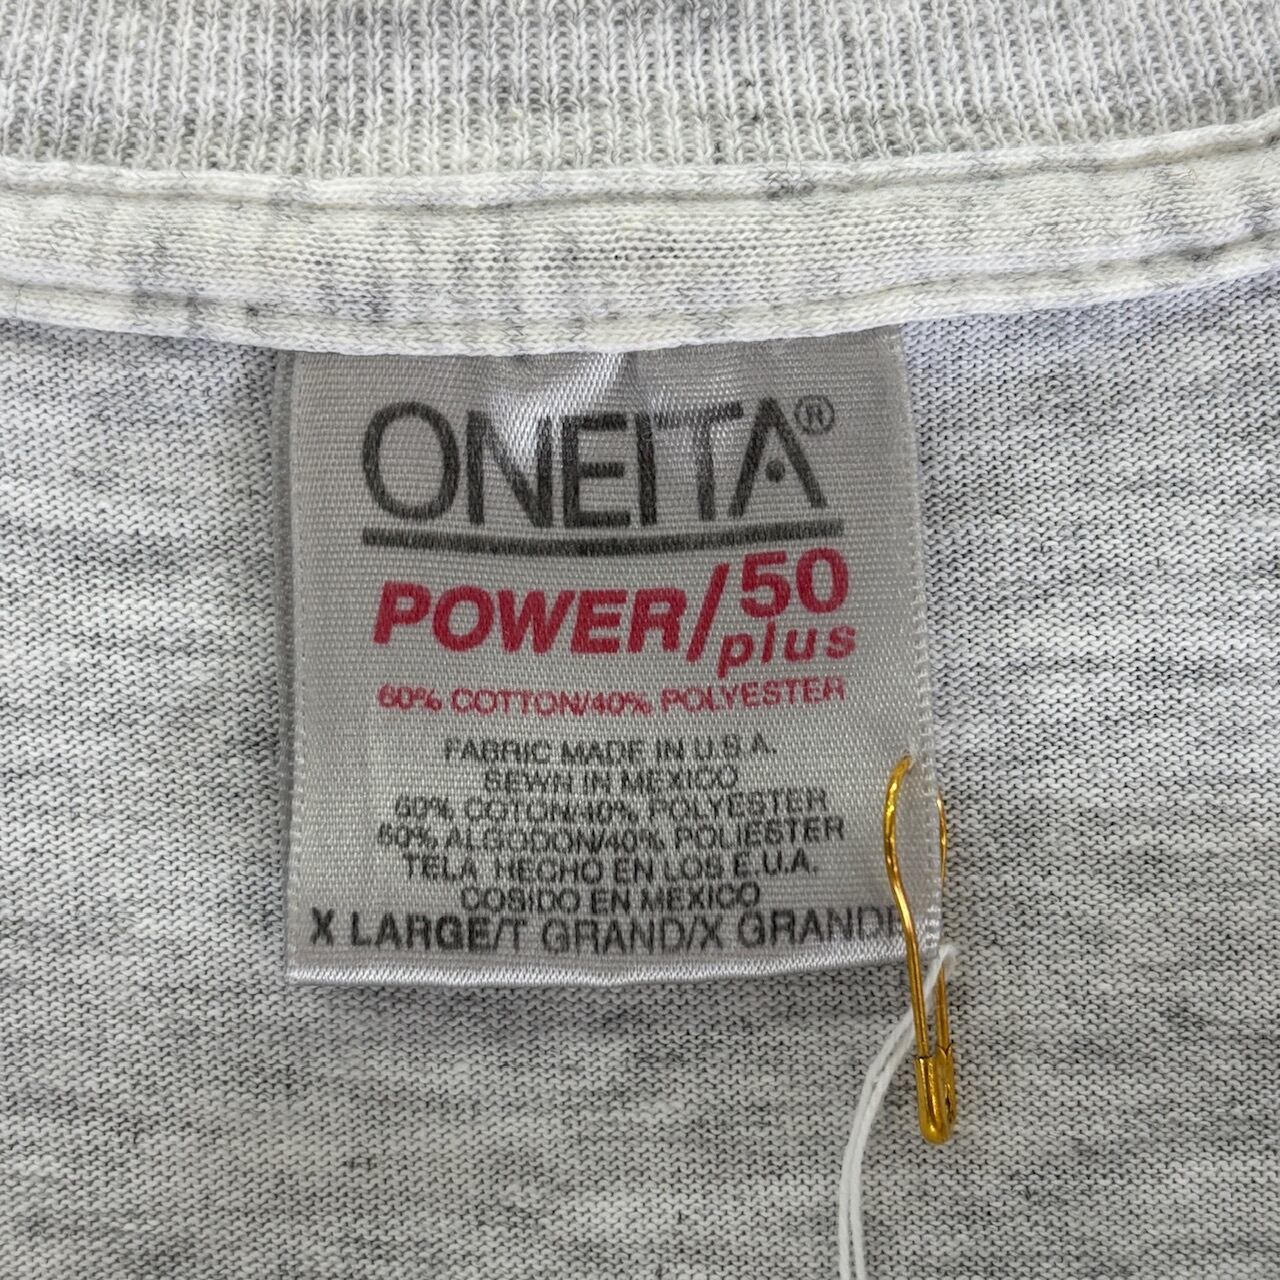 ONEITA®
POWER/50 plus
60% COTTON/40% POLYESTER
FABRIC MADE IN U.S.A.
SEWN IN MEXICO
60% COTON/40% POLYESTER
60% ALGODON/40% POLIESTER
TELA HECHO EN LOS E.U.A.
COSIDO EN MEXICO
X LARGE/T GRAND/X GRANDE